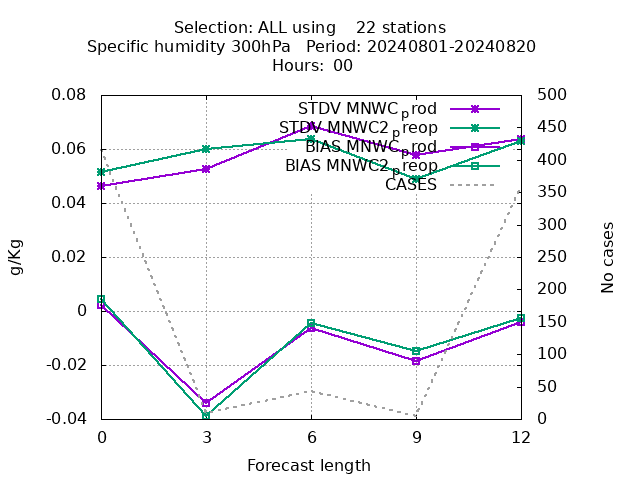 Selection: ALL using    22 stations
Specific humidity 300hPa   Period: 20240801-20240820
Hours:  00
STDV MNWC_prod
STDV MNWC2_preop
BIAS MNWC_prod
BIAS MNWC2_preop
CASES
0.08
0.06
0.04
0.02
0
-0.02
-0.04
500
450
400
350
300
250
200
150
100
50
0
0 3 6 9 12
g/Kg
No cases
Forecast length